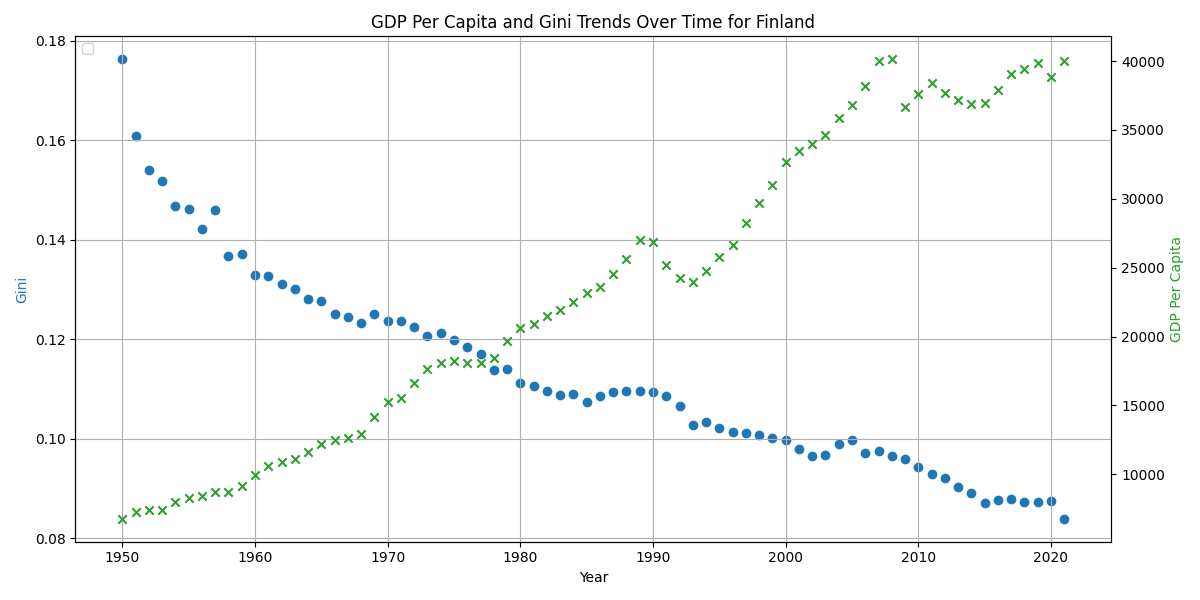 GDP Per Capita and Gini Trends Over Time for Finland
0.18
0.16
0.14
0.12
0.10
0.08
Gini
40000
35000
30000
25000
20000
15000
10000
GDP Per Capita
1950 1960 1970 1980 1990 2000 2010 2020
Year